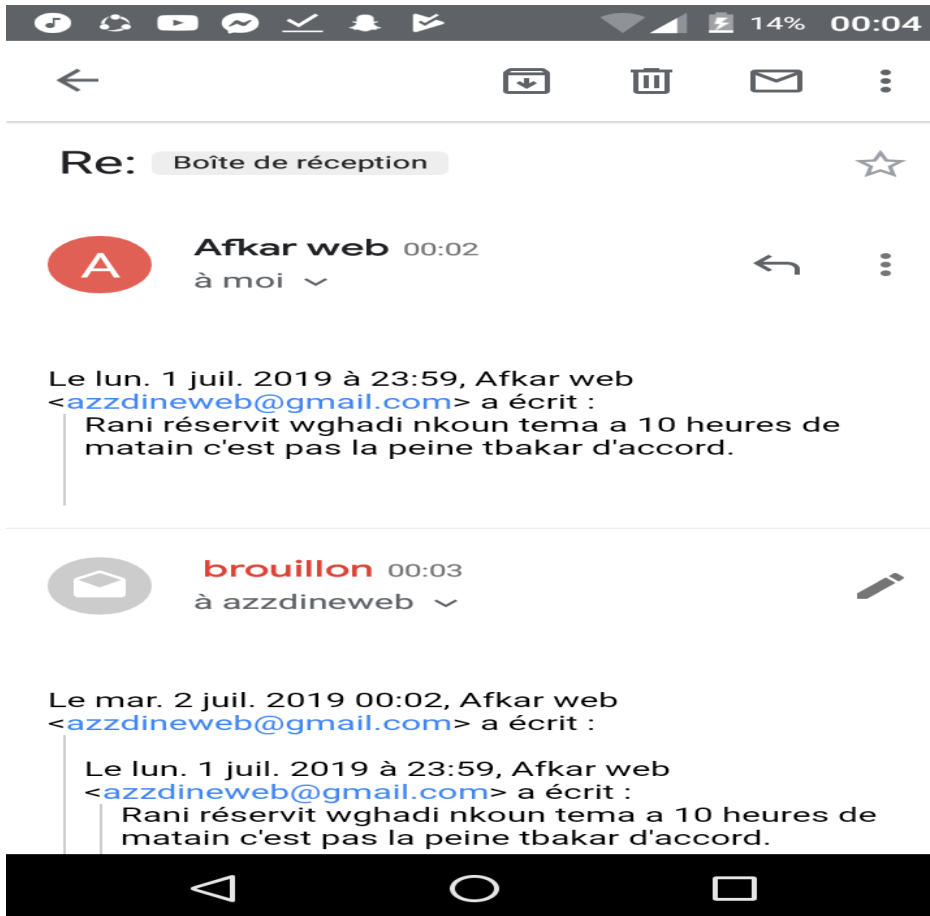 14% 00:04
Re: Boîte de réception
A
Afkar web 00:02
à moi
Le lun. 1 juil. 2019 à 23:59, Afkar web
<azzdineweb@gmail.com> a écrit :
Rani réservit wghadi nkoun tema a 10 heures de
matain c'est pas la peine tbakar d'accord.
brouillon 00:03
à azzdineweb
Le mar. 2 juil. 2019 00:02, Afkar web
<azzdineweb@gmail.com> a écrit :
Le lun. 1 juil. 2019 à 23:59, Afkar web
<azzdineweb@gmail.com> a écrit :
Rani réservit wghadi nkoun tema a 10 heures de
matain c'est pas la peine tbakar d'accord.